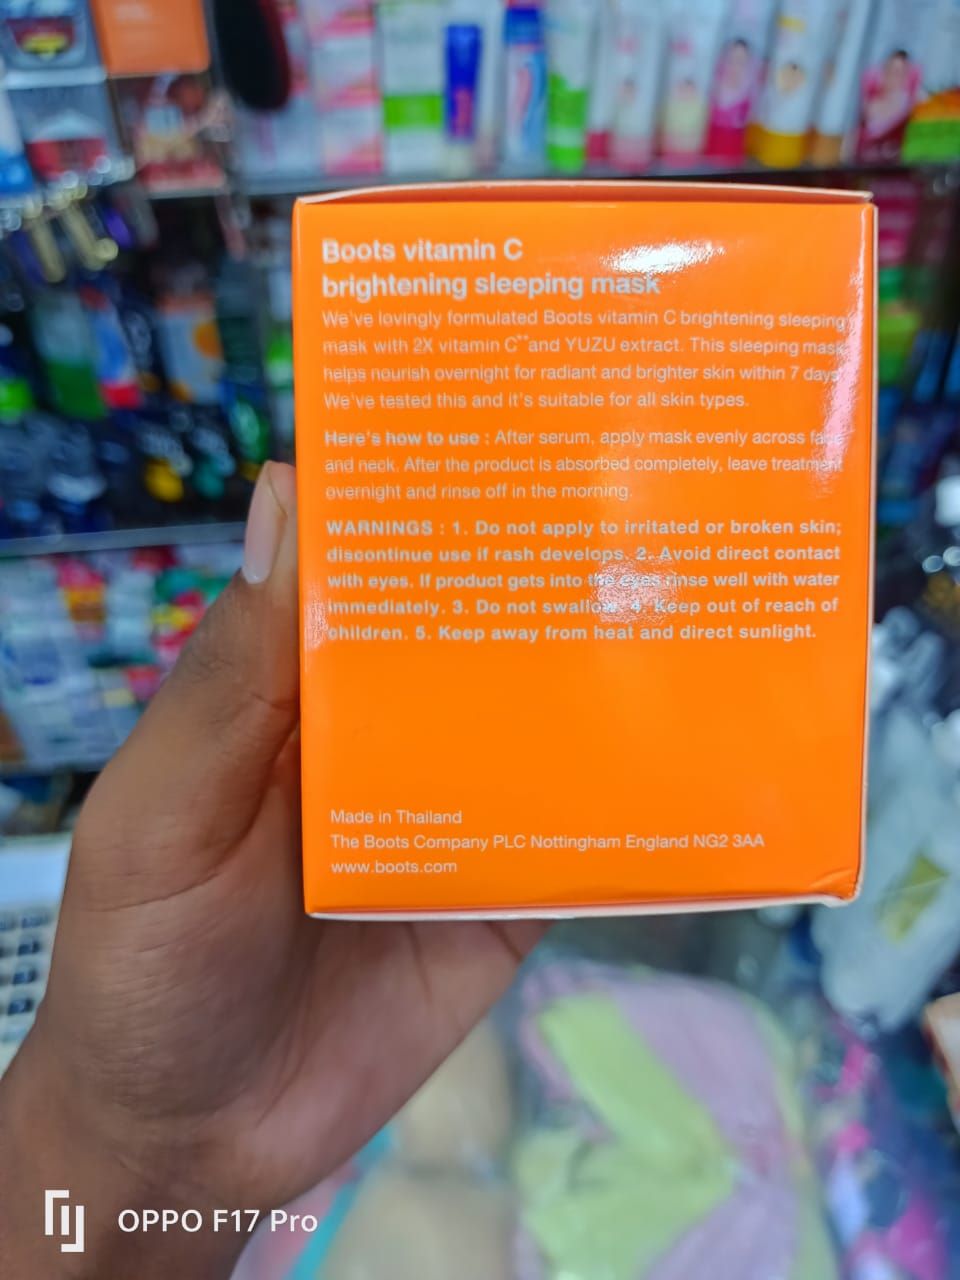 Boots vitamin C
brightening sleeping mask
We've lovingly formulated Boots vitamin C brightening sleeping
mask with 2X vitamin C**and YUZU extract. This sleeping mask
helps nourish overnight for radiant and brighter skin within 7 days*
We've tested this and it's suitable for all skin types.
Here's how to use : After serum, apply mask evenly across face
and neck. After the product is absorbed completely, leave treatment
overnight and rinse off in the morning.
WARNINGS : 1. Do not apply to irritated or broken skin;
discontinue use if rash develops. 2. Avoid direct contact
with eyes. If product gets into the eyes rinse well with water
immediately. 3. Do not swallow. 4. Keep out of reach of
children. 5. Keep away from heat and direct sunlight.
Made in Thailand
The Boots Company PLC Nottingham England NG2 3AA
www.boots.com
OPPO F17 Pro